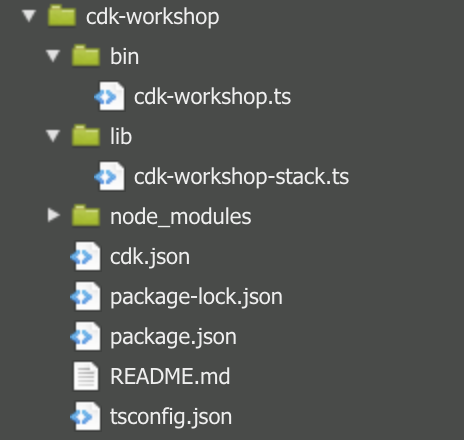 cdk-workshop
bin
cdk-workshop.ts
lib
cdk-workshop-stack.ts
node_modules
cdk.json
package-lock.json
package.json
README.md
tsconfig.json